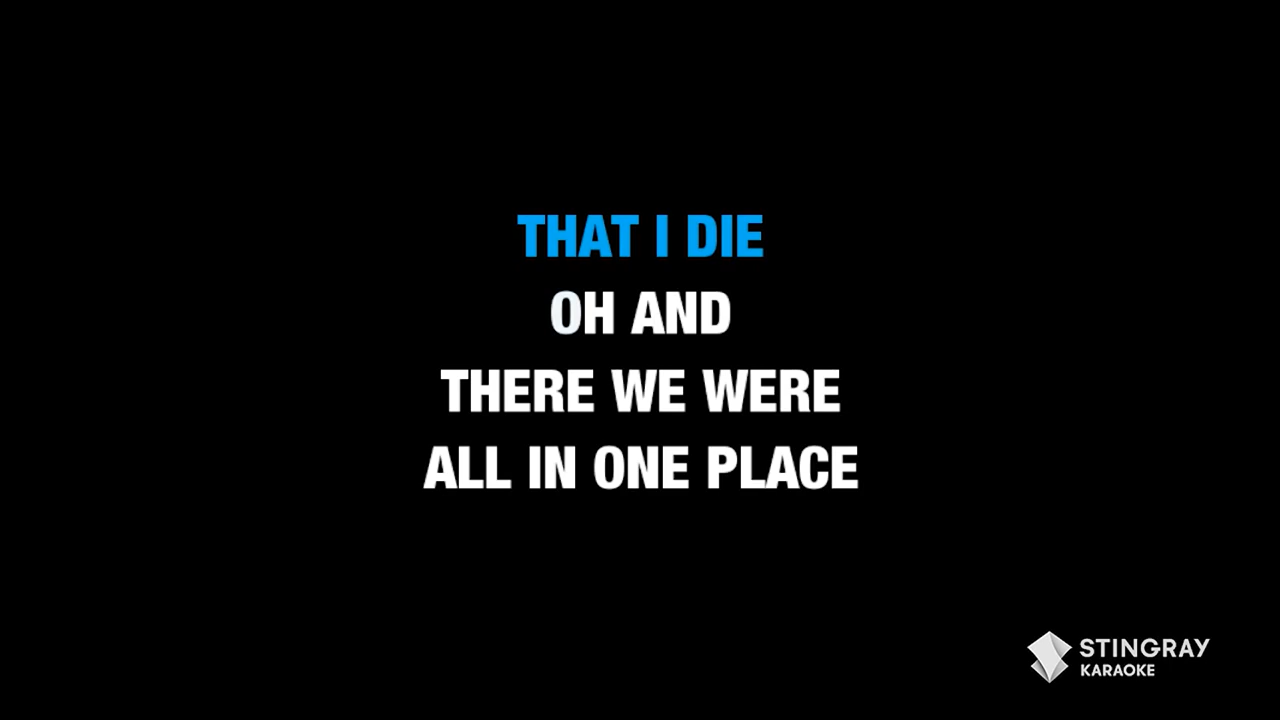 THAT I DIE
OH AND
THERE WE WERE
ALL IN ONE PLACE
STINGRAY
KARAOKE